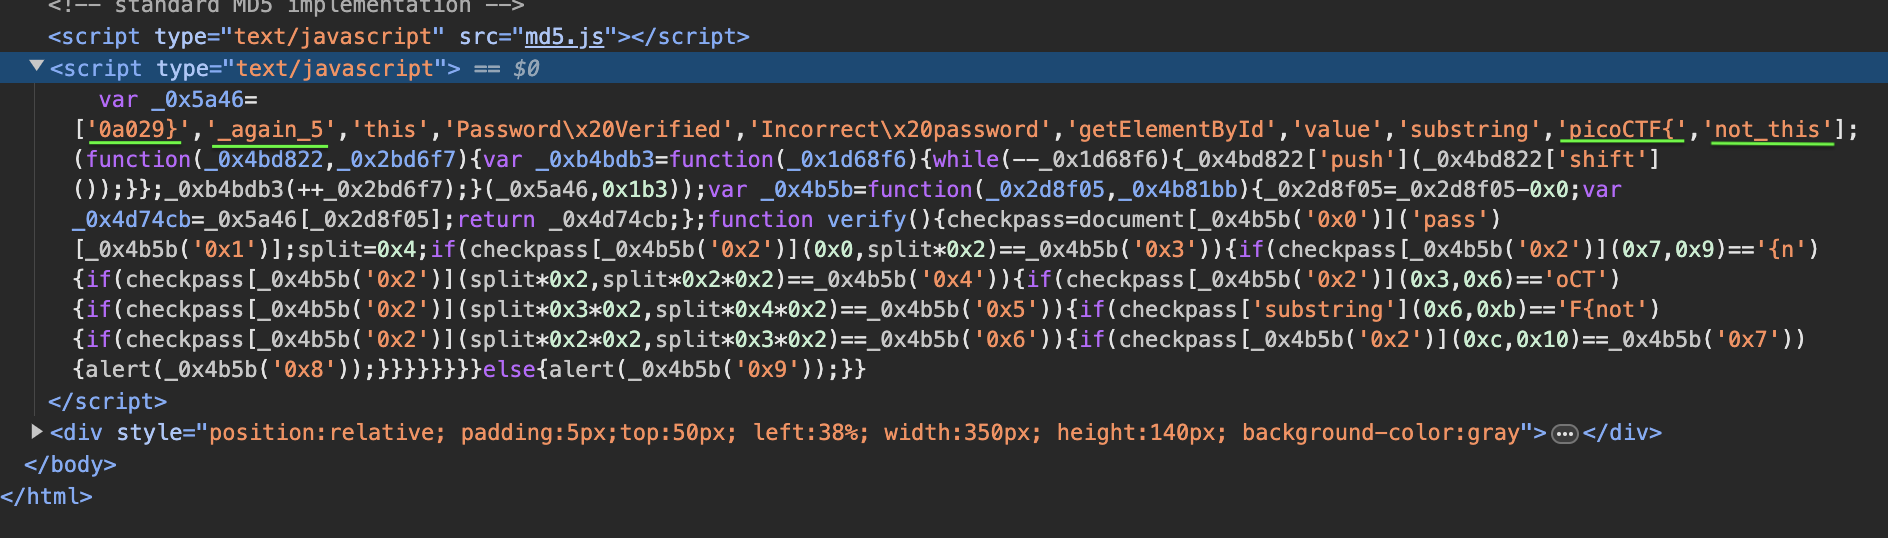 <!-- standard MD5 implementation -->
<script type="text/javascript" src="md5.js"></script>
<script type="text/javascript"> == $0
var _0x5a46=
['0a029}','_again_5','this','Password\x20Verified','Incorrect\x20password','getElementById','value','substring','picoCTF{','not_this'];
(function(_0x4bd822,_0x2bd6f7){var _0xb4bdb3=function(_0x1d68f6){while(--_0x1d68f6){_0x4bd822['push'](_0x4bd822['shift']
());}};_0xb4bdb3(++_0x2bd6f7);}(_0x5a46,0x1b3));var _0x4b5b=function(_0x2d8f05,_0x4b81bb){_0x2d8f05=_0x2d8f05-0x0;var
_0x4d74cb=_0x5a46[_0x2d8f05];return _0x4d74cb;};function verify(){checkpass=document[_0x4b5b('0x0')]('pass')
[_0x4b5b('0x1')];split=0x4;if(checkpass[_0x4b5b('0x2')](0x0,split*0x2)==_0x4b5b('0x3')){if(checkpass[_0x4b5b('0x2')](0x7,0x9)=='{n')
{if(checkpass[_0x4b5b('0x2')](split*0x2,split*0x2*0x2)==_0x4b5b('0x4')){if(checkpass[_0x4b5b('0x2')](0x3,0x6)=='oCT')
{if(checkpass[_0x4b5b('0x2')](split*0x3*0x2,split*0x4*0x2)==_0x4b5b('0x5')){if(checkpass['substring'](0x6,0xb)=='F{not')
{if(checkpass[_0x4b5b('0x2')](split*0x2*0x2,split*0x3*0x2)==_0x4b5b('0x6')){if(checkpass[_0x4b5b('0x2')](0xc,0x10)==_0x4b5b('0x7'))
{alert(_0x4b5b('0x8'));}}}}}}}}else{alert(_0x4b5b('0x9'));}}
</script>
<div style="position:relative; padding:5px;top:50px; left:38%; width:350px; height:140px; background-color:gray">…</div>
</body>
</html>